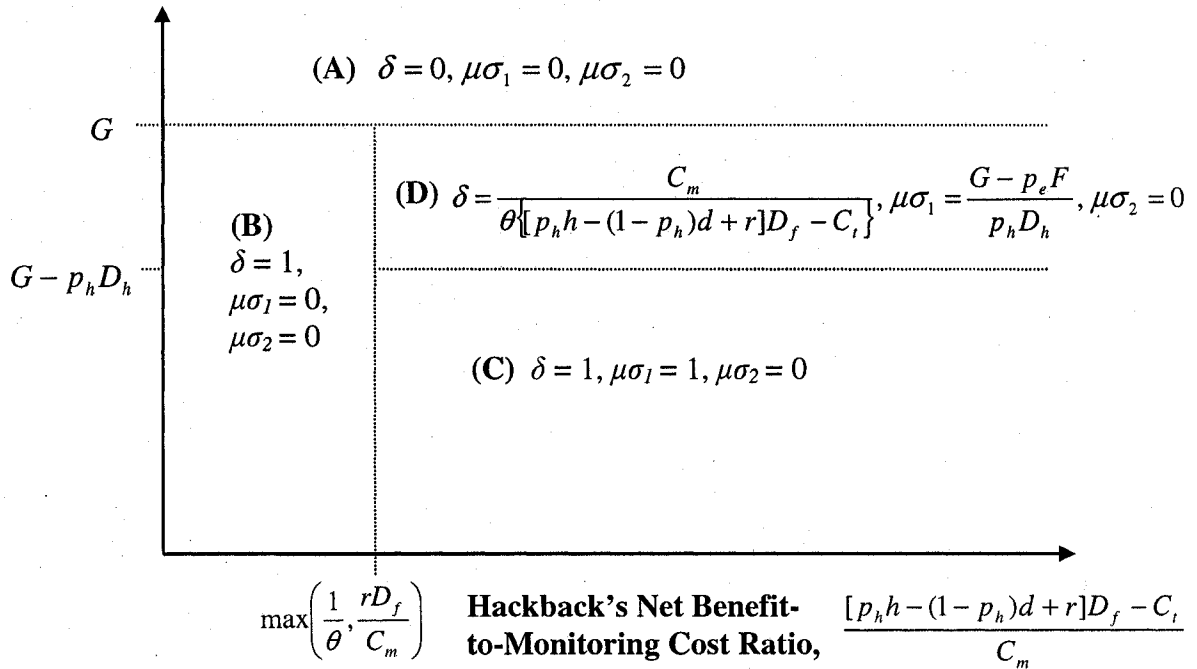 (A) δ = 0, μσ₁ = 0, μσ₂ = 0
G
(D) δ = C_m / θ{[p_h h − (1 − p_h)d + r]D_f − C_t}, μσ₁ = (G − p_e F) / (p_h D_h), μσ₂ = 0
(B)
δ = 1,
μσ₁ = 0,
μσ₂ = 0
G − p_h D_h
(C) δ = 1, μσ₁ = 1, μσ₂ = 0
max(1/θ, rD_f/C_m)
Hackback's Net Benefit-
to-Monitoring Cost Ratio,
[p_h h − (1 − p_h)d + r]D_f − C_t / C_m